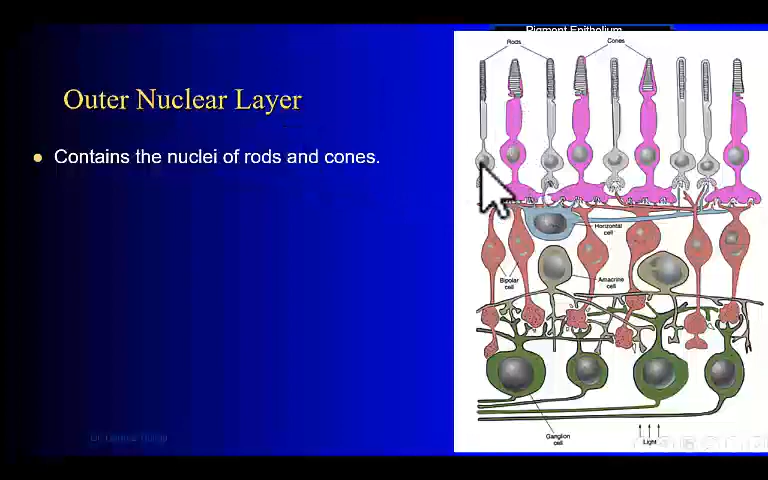 Pigment Epithelium
Rods
Cones
Outer Nuclear Layer
Contains the nuclei of rods and cones.
Horizontal
cell
Bipolar
cell
Amacrine
cell
Ganglion
cell
Light
Dr.